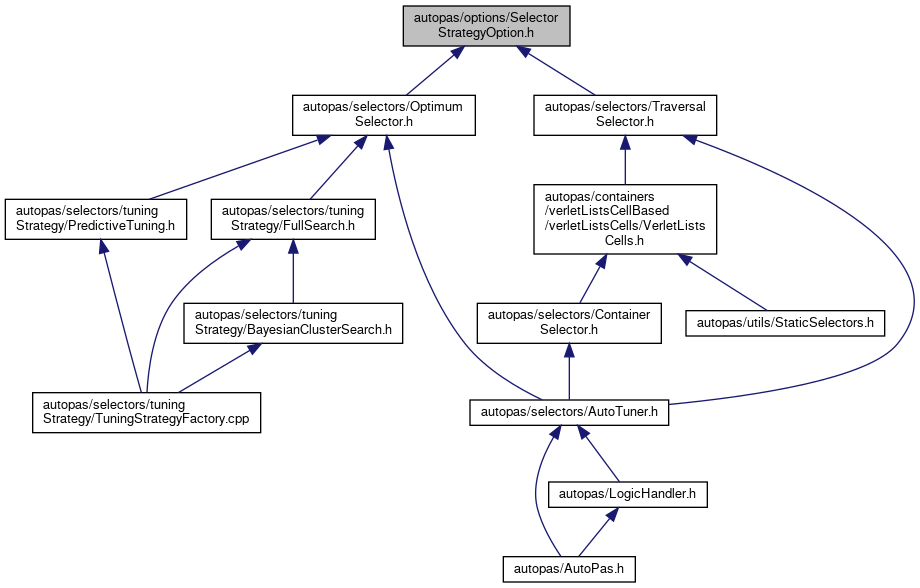 autopas/options/Selector
StrategyOption.h
autopas/selectors/Optimum
Selector.h
autopas/selectors/Traversal
Selector.h
autopas/selectors/tuning
Strategy/PredictiveTuning.h
autopas/selectors/tuning
Strategy/FullSearch.h
autopas/containers
/verletListsCellBased
/verletListsCells/VerletLists
Cells.h
autopas/selectors/tuning
Strategy/BayesianClusterSearch.h
autopas/selectors/Container
Selector.h
autopas/utils/StaticSelectors.h
autopas/selectors/tuning
Strategy/TuningStrategyFactory.cpp
autopas/selectors/AutoTuner.h
autopas/LogicHandler.h
autopas/AutoPas.h